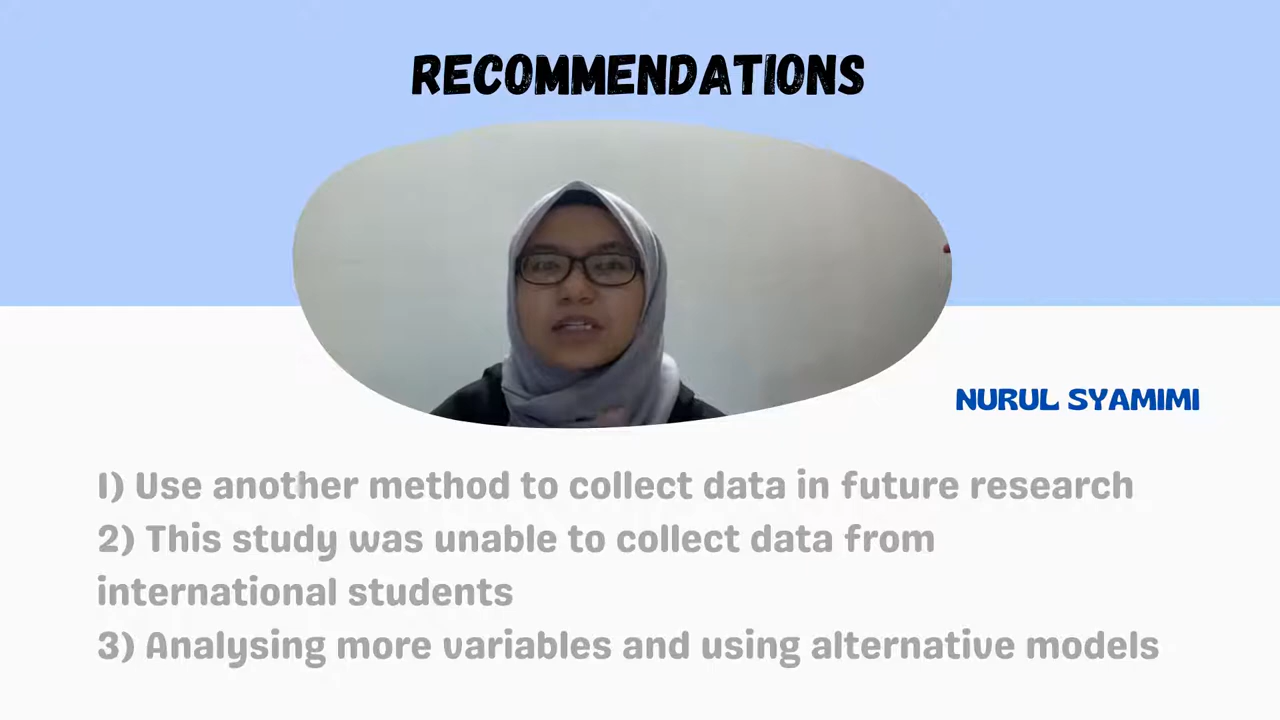 RECOMMENDATIONS
NURUL SYAMIMI
1) Use another method to collect data in future research
2) This study was unable to collect data from
international students
3) Analysing more variables and using alternative models